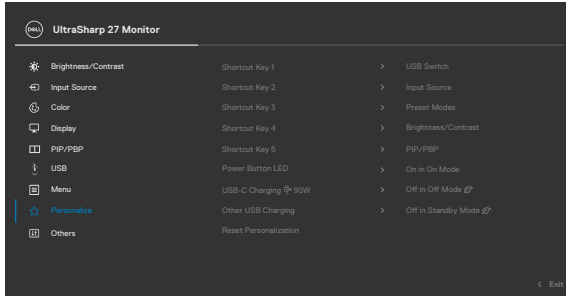 DELL UltraSharp 27 Monitor
Brightness/Contrast Shortcut Key 1 > USB Switch
Input Source Shortcut Key 2 > Input Source
Color Shortcut Key 3 > Preset Modes
Display Shortcut Key 4 > Brightness/Contrast
PIP/PBP Shortcut Key 5 > PIP/PBP
USB Power Button LED > On in On Mode
Menu USB-C Charging 90W > Off in Off Mode
Personalize Other USB Charging > Off in Standby Mode
Others Reset Personalization
< Exit